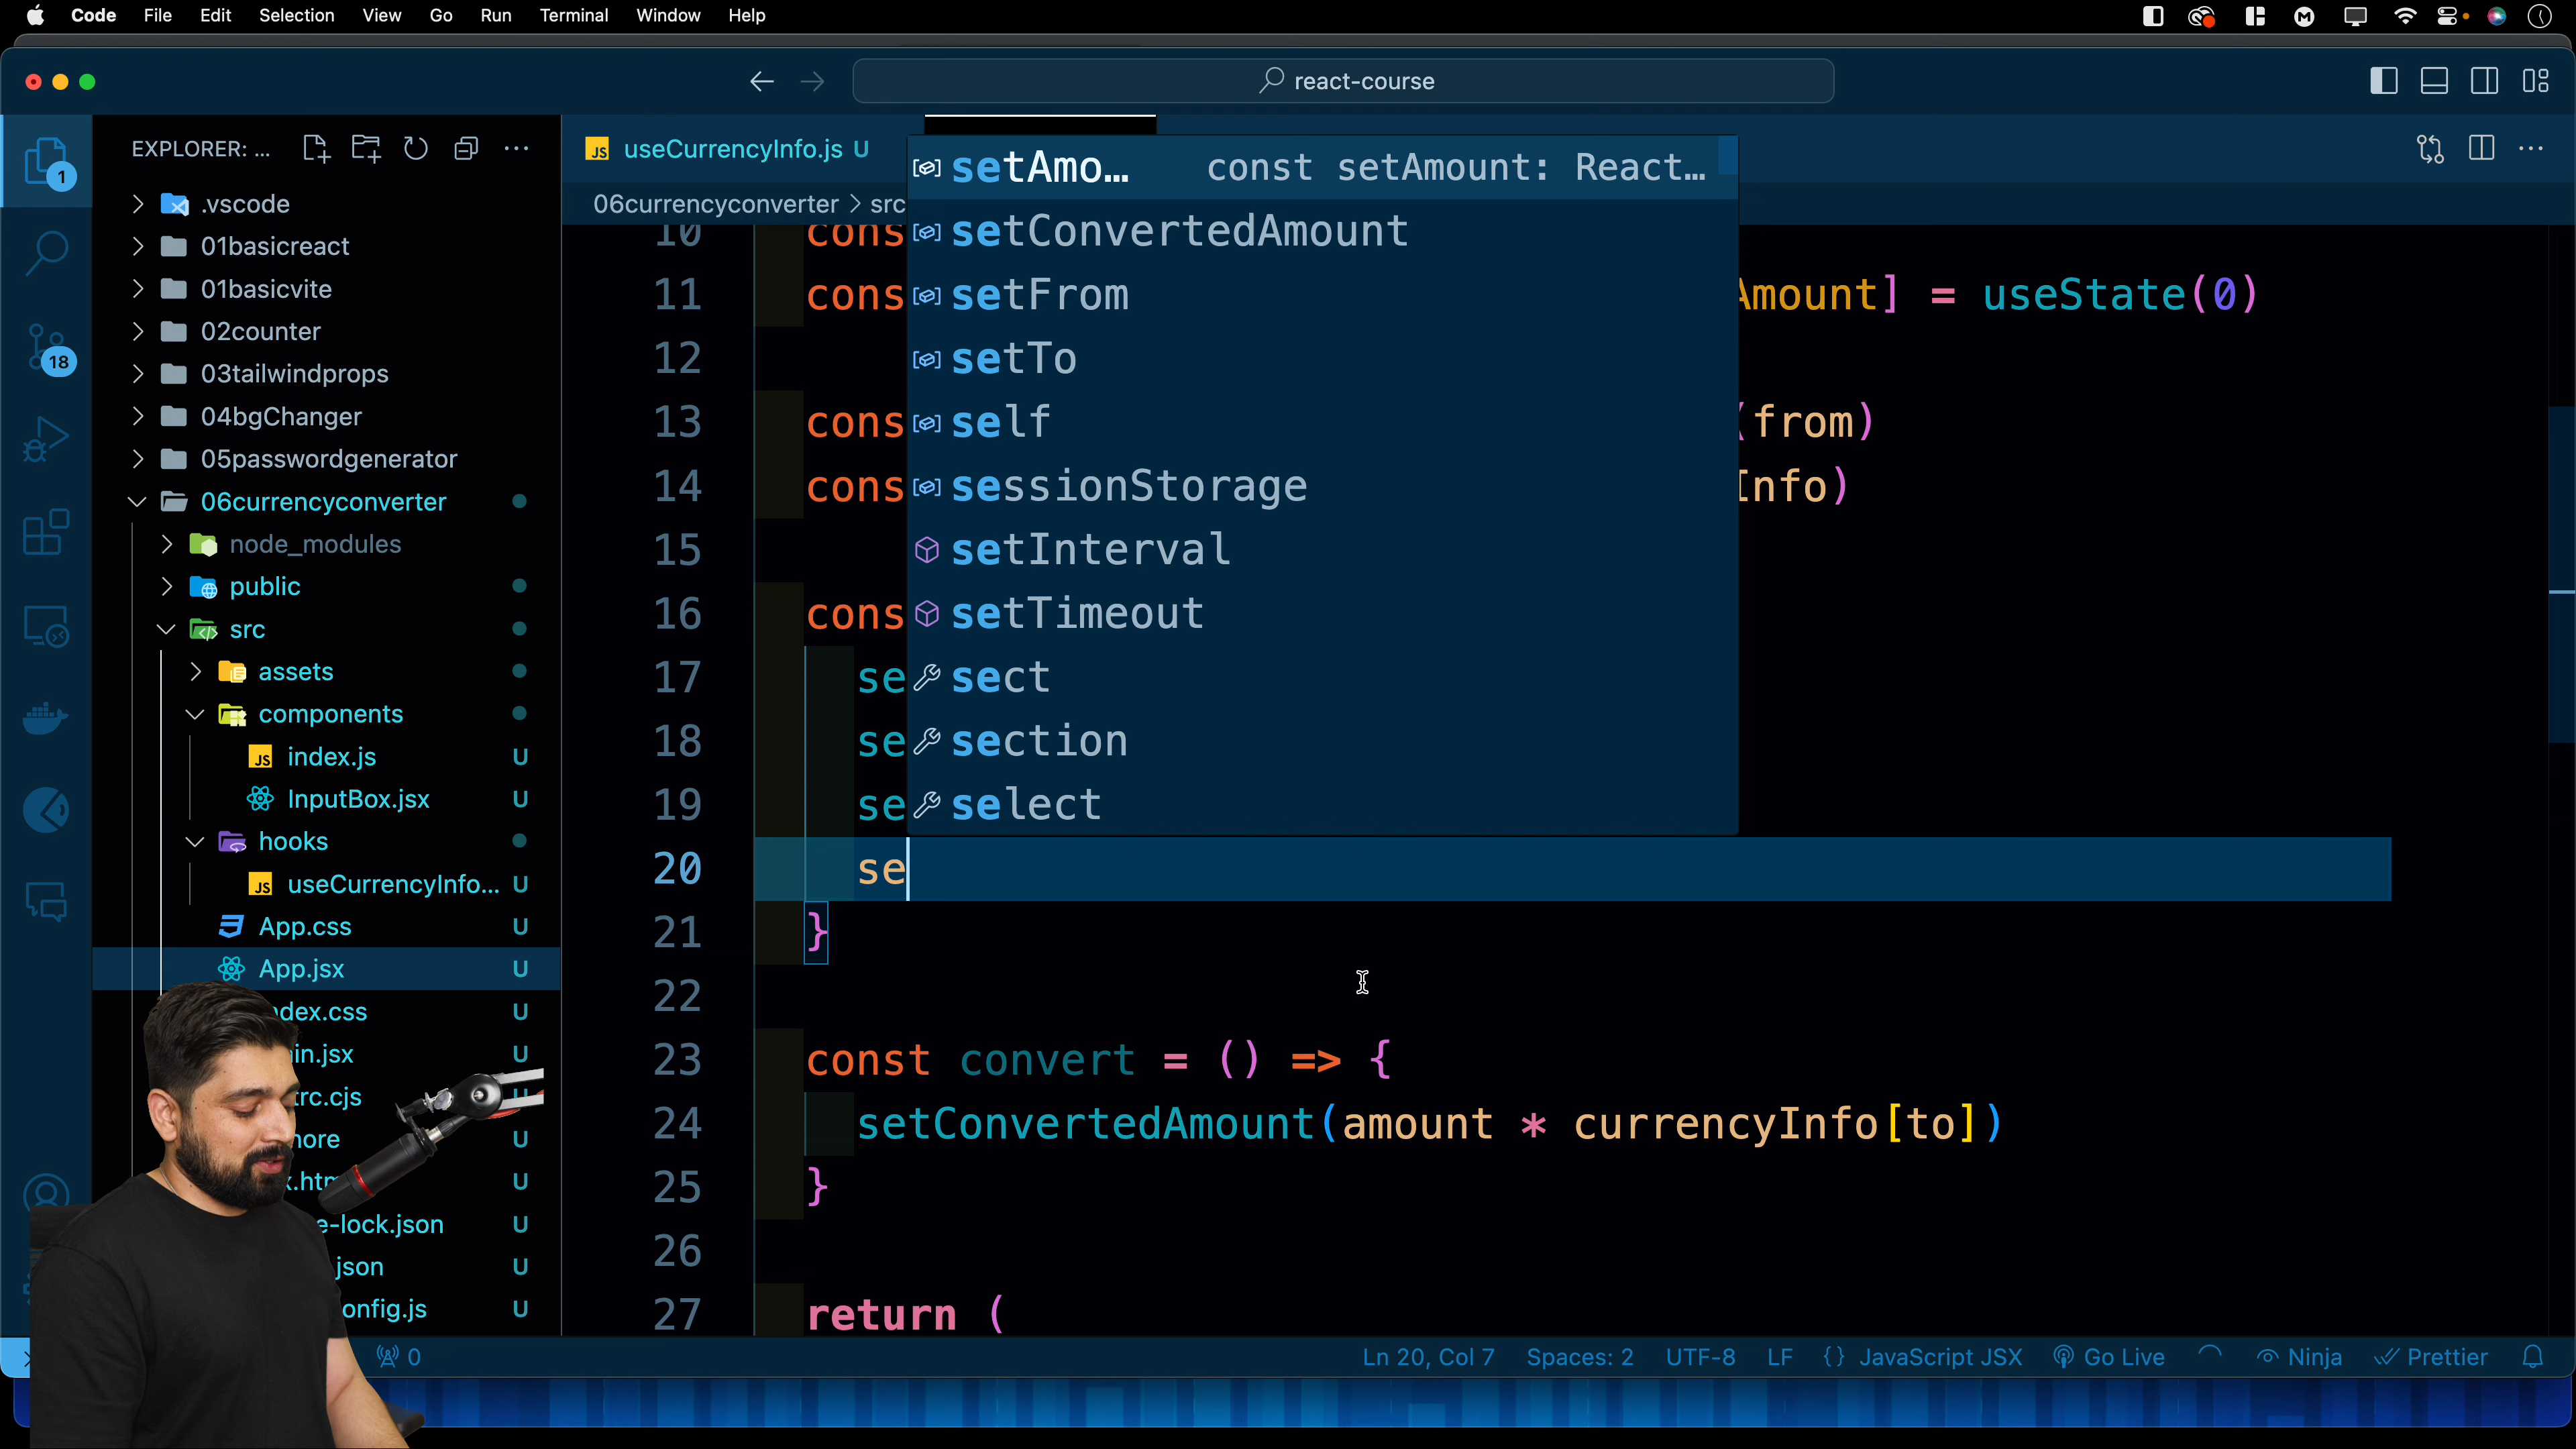 Code File Edit Selection View Go Run Terminal Window Help
react-course
EXPLORER: ...
useCurrencyInfo.js U
06currencyconverter > src
1
18
.vscode
01basicreact
01basicvite
02counter
03tailwindprops
04bgChanger
05passwordgenerator
06currencyconverter
node_modules
public
src
assets
components
JS index.js U
InputBox.jsx U
hooks
JS useCurrencyInfo... U
App.css U
App.jsx U
dex.css U
in.jsx U
trc.cjs U
nore U
x.htm U
e-lock.json U
.json U
onfig.js U
setAmo... const setAmount: React...
setConvertedAmount
setFrom
setTo
self
sessionStorage
setInterval
setTimeout
sect
section
select
10 cons
11 cons Amount] = useState(0)
12
13 cons (from)
14 cons Info)
15
16 cons
17 se
18 se
19 se
20 se
21 }
22
23 const convert = () => {
24 setConvertedAmount(amount * currencyInfo[to])
25 }
26
27 return (
0 Ln 20, Col 7 Spaces: 2 UTF-8 LF {} JavaScript JSX Go Live Ninja Prettier